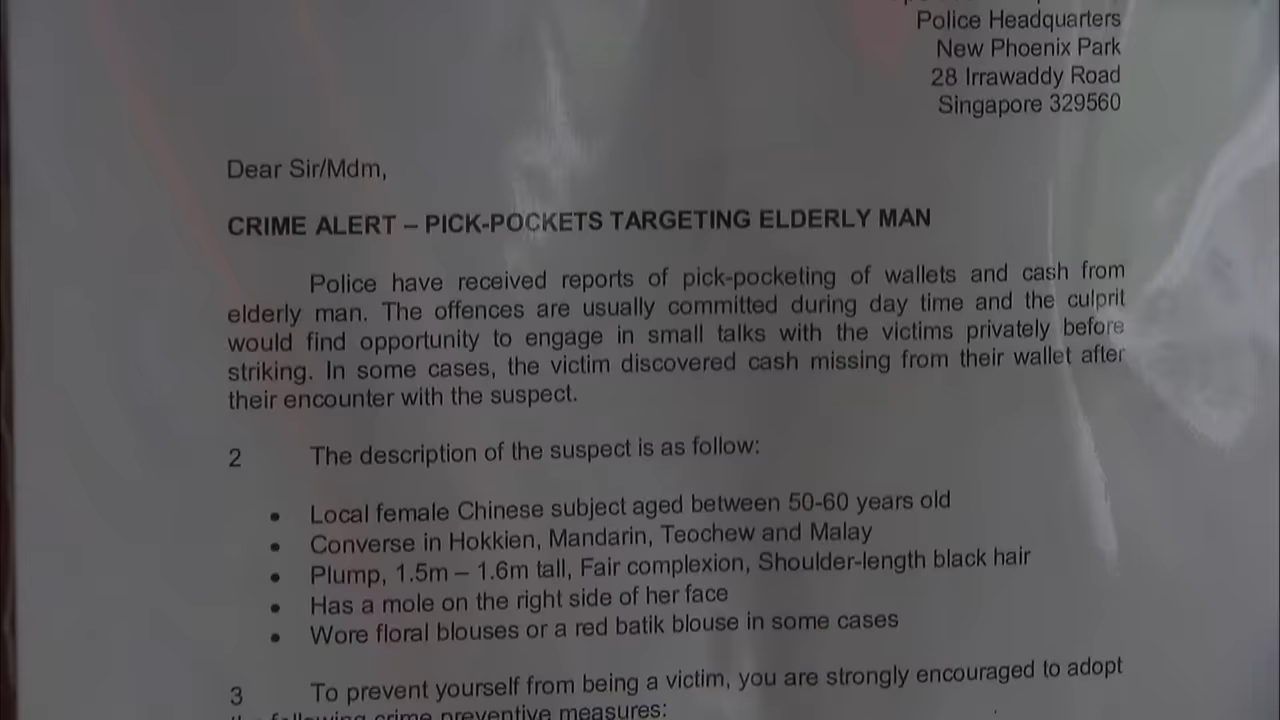 Police Headquarters
New Phoenix Park
28 Irrawaddy Road
Singapore 329560
Dear Sir/Mdm,
CRIME ALERT – PICK-POCKETS TARGETING ELDERLY MAN
Police have received reports of pick-pocketing of wallets and cash from
elderly man. The offences are usually committed during day time and the culprit
would find opportunity to engage in small talks with the victims privately before
striking. In some cases, the victim discovered cash missing from their wallet after
their encounter with the suspect.
2 The description of the suspect is as follow:
• Local female Chinese subject aged between 50-60 years old
• Converse in Hokkien, Mandarin, Teochew and Malay
• Plump, 1.5m – 1.6m tall, Fair complexion, Shoulder-length black hair
• Has a mole on the right side of her face
• Wore floral blouses or a red batik blouse in some cases
3 To prevent yourself from being a victim, you are strongly encouraged to adopt
the following crime preventive measures: